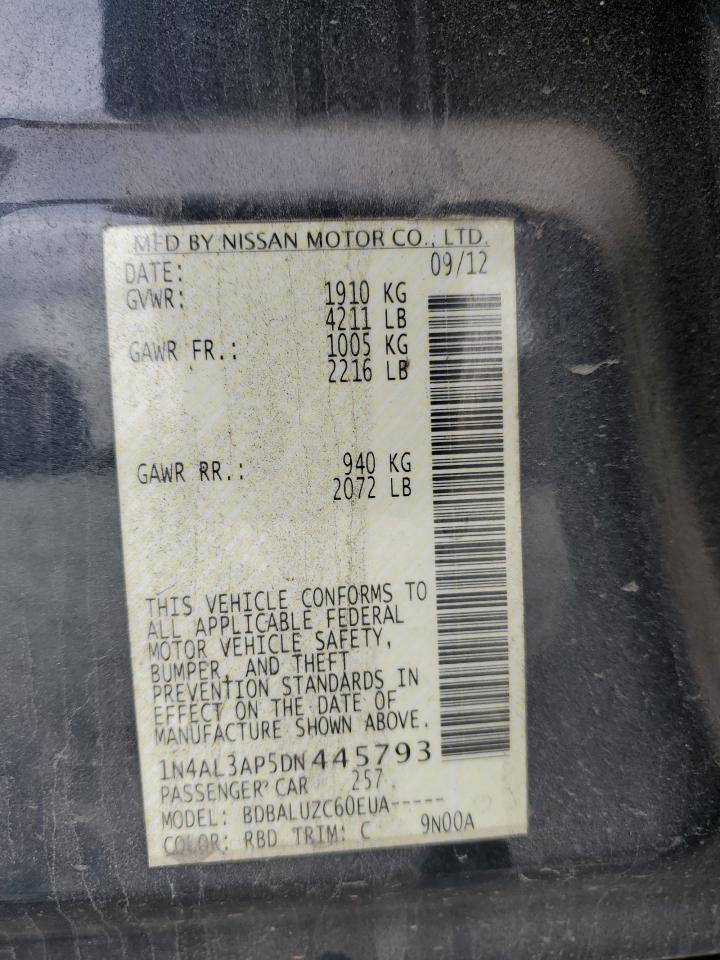 MFD BY NISSAN MOTOR CO., LTD.
DATE: 09/12
GVWR: 1910 KG
4211 LB
GAWR FR.: 1005 KG
2216 LB
GAWR RR.: 940 KG
2072 LB
THIS VEHICLE CONFORMS TO
ALL APPLICABLE FEDERAL
MOTOR VEHICLE SAFETY,
BUMPER, AND THEFT
PREVENTION STANDARDS IN
EFFECT ON THE DATE OF
MANUFACTURE SHOWN ABOVE.
1N4AL3AP5DN445793
PASSENGER CAR 257
MODEL: BDBALUZC60EUA-----
COLOR: RBD TRIM: C 9N00A